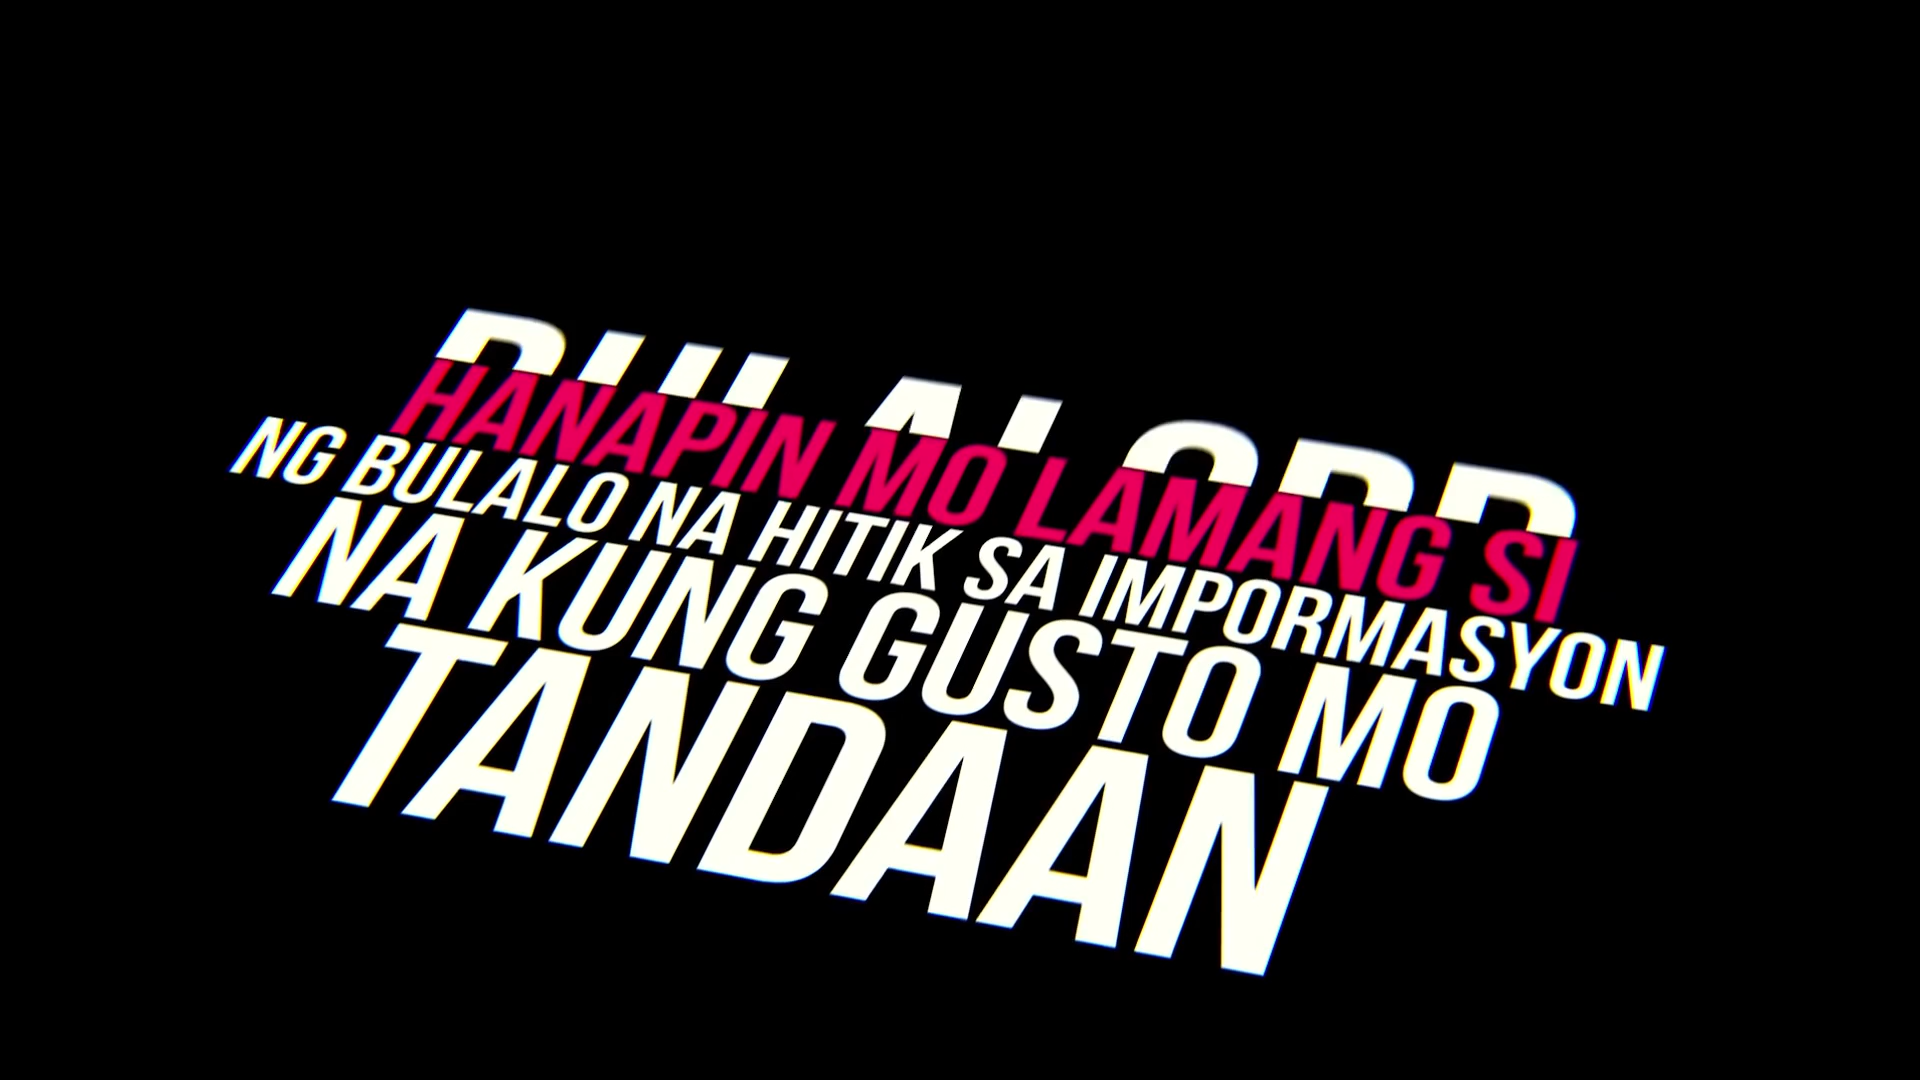 HANAPIN MO LAMANG SI
NG BULALO NA HITIK SA IMPORMASYON
NA KUNG GUSTO MO
TANDAAN